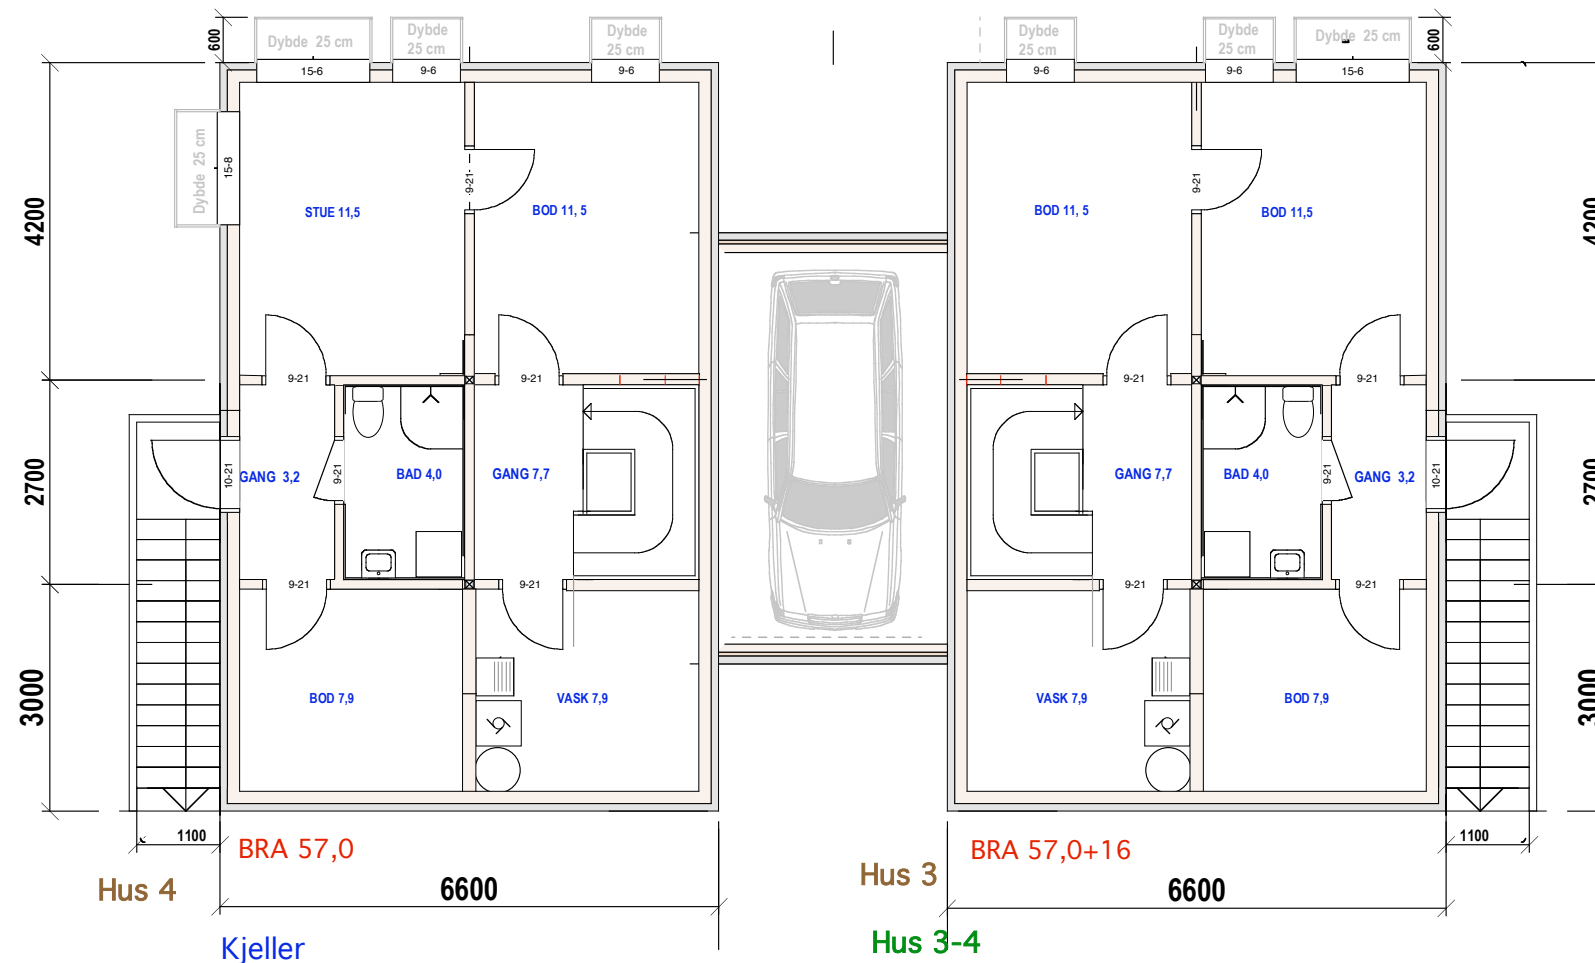 600
Dybde 25 cm
Dybde
25 cm
Dybde
25 cm
Dybde
25 cm
Dybde
25 cm
Dybde 25 cm
600
15-6
9-6
9-6
9-6
9-6
15-6
Dybde 25 cm
15-8
9-21
9-21
4200
STUE 11,5
BOD 11, 5
BOD 11, 5
BOD 11,5
4200
9-21
9-21
9-21
9-21
2700
10-21
GANG 3,2
9-21
BAD 4,0
GANG 7,7
GANG 7,7
BAD 4,0
9-21
GANG 3,2
10-21
2700
9-21
9-21
9-21
9-21
3000
BOD 7,9
VASK 7,9
VASK 7,9
BOD 7,9
3000
1100
BRA 57,0
BRA 57,0+16
1100
Hus 4
6600
Hus 3
6600
Kjeller
Hus 3-4